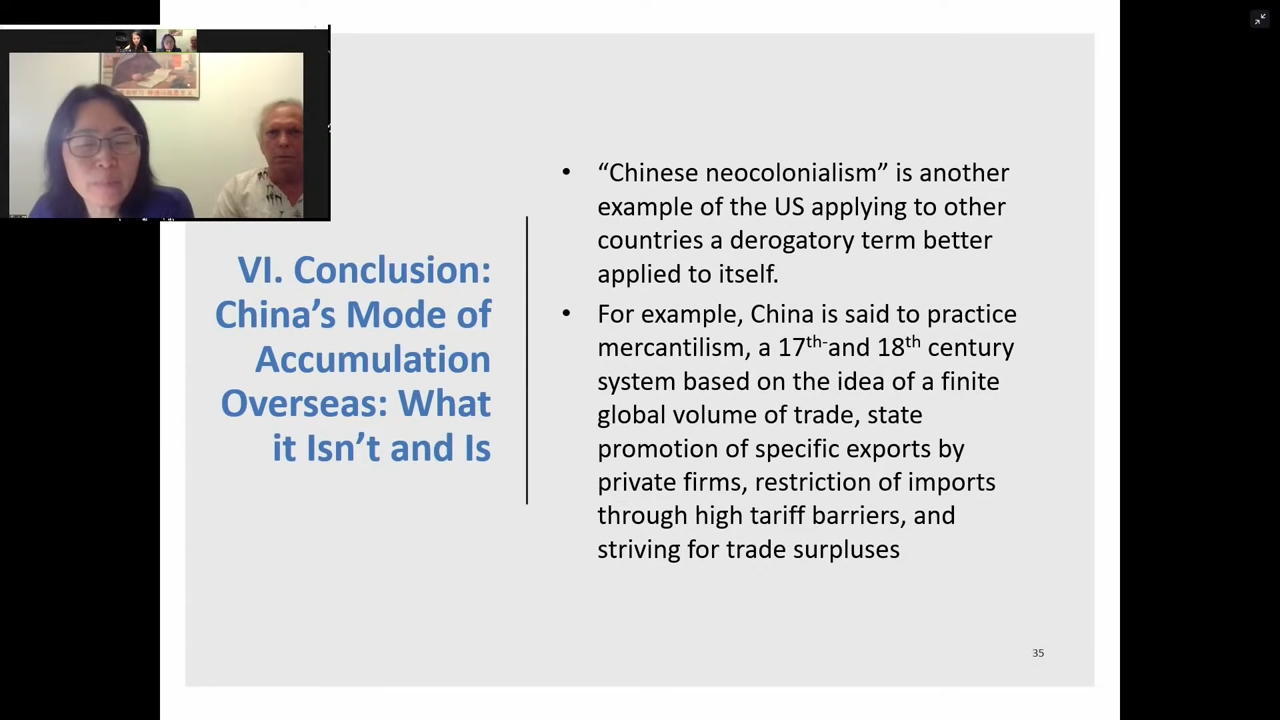 VI. Conclusion:
China’s Mode of
Accumulation
Overseas: What
it Isn’t and Is
• “Chinese neocolonialism” is another
example of the US applying to other
countries a derogatory term better
applied to itself.
• For example, China is said to practice
mercantilism, a 17th-and 18th century
system based on the idea of a finite
global volume of trade, state
promotion of specific exports by
private firms, restriction of imports
through high tariff barriers, and
striving for trade surpluses
35